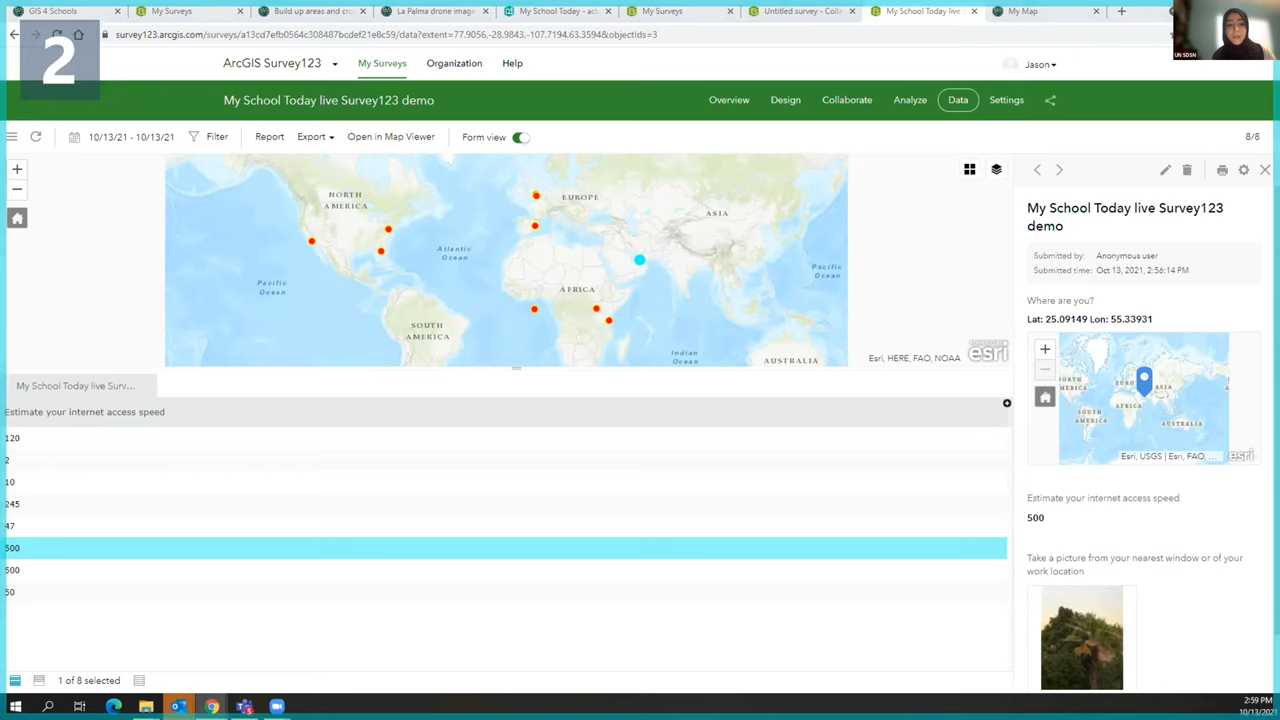 GIS 4 Schools
My Surveys
Build up areas and cro
La Palma drone image
My School Today - act
My Surveys
Untitled survey - Colla
My School Today live
My Map
2
survey123.arcgis.com/surveys/a13cd7efb0564c308487bcdef21e8c59/data?extent=77.9056,-28.9843,-107.7194,63.3594&objectIds=3
UN SDSN
ArcGIS Survey123
My Surveys
Organization
Help
Jason
My School Today live Survey123 demo
Overview
Design
Collaborate
Analyze
Data
Settings
10/13/21 - 10/13/21
Filter
Report
Export
Open in Map Viewer
Form view
8/8
NORTH
AMERICA
EUROPE
ASIA
Atlantic
Ocean
Pacific
Ocean
Pacific
Ocean
AFRICA
SOUTH
AMERICA
Indian
Ocean
AUSTRALIA
Esri, HERE, FAO, NOAA
POWERED BY
esri
My School Today live Surv...
Estimate your internet access speed
120
2
10
245
47
500
500
50
1 of 8 selected
My School Today live Survey123
demo
Submitted by: Anonymous user
Submitted time: Oct 13, 2021, 2:56:14 PM
Where are you?
Lat: 25.09149 Lon: 55.33931
NORTH
AMERICA
EURO
ASIA
AFRICA
SOUTH
AMERICA
AUSTRALIA
Esri, USGS | Esri, FAO, ...
esri
Estimate your internet access speed
500
Take a picture from your nearest window or of your
work location
2:59 PM
10/13/2021